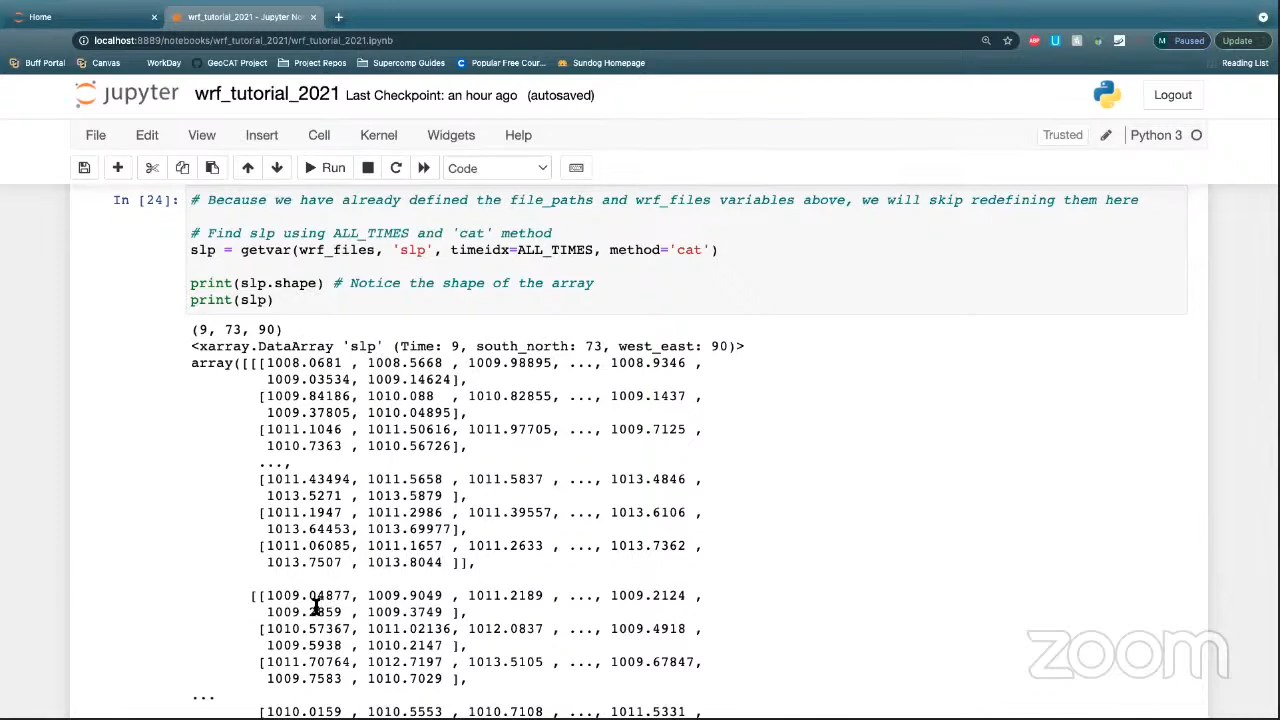 Home
wrf_tutorial_2021 - Jupyter No
localhost:8889/notebooks/wrf_tutorial_2021/wrf_tutorial_2021.ipynb
ABP
U
M Paused
Update
Buff Portal
Canvas
WorkDay
GeoCAT Project
Project Repos
Supercomp Guides
Popular Free Cour...
Sundog Homepage
Reading List
jupyter wrf_tutorial_2021 Last Checkpoint: an hour ago (autosaved)
Logout
File Edit View Insert Cell Kernel Widgets Help
Trusted
Python 3
Run
Code
In [24]: # Because we have already defined the file_paths and wrf_files variables above, we will skip redefining them here
# Find slp using ALL_TIMES and 'cat' method
slp = getvar(wrf_files, 'slp', timeidx=ALL_TIMES, method='cat')
print(slp.shape) # Notice the shape of the array
print(slp)
(9, 73, 90)
<xarray.DataArray 'slp' (Time: 9, south_north: 73, west_east: 90)>
array([[[1008.0681 , 1008.5668 , 1009.98895, ..., 1008.9346 ,
1009.03534, 1009.14624],
[1009.84186, 1010.088 , 1010.82855, ..., 1009.1437 ,
1009.37805, 1010.04895],
[1011.1046 , 1011.50616, 1011.97705, ..., 1009.7125 ,
1010.7363 , 1010.56726],
...,
[1011.43494, 1011.5658 , 1011.5837 , ..., 1013.4846 ,
1013.5271 , 1013.5879 ],
[1011.1947 , 1011.2986 , 1011.39557, ..., 1013.6106 ,
1013.64453, 1013.69977],
[1011.06085, 1011.1657 , 1011.2633 , ..., 1013.7362 ,
1013.7507 , 1013.8044 ]],
[[1009.04877, 1009.9049 , 1011.2189 , ..., 1009.2124 ,
1009.3749 ],
[1010.57367, 1011.02136, 1012.0837 , ..., 1009.4918 ,
1009.5938 , 1010.2147 ],
[1011.70764, 1012.7197 , 1013.5105 , ..., 1009.67847,
1009.7583 , 1010.7029 ],
...
[1010.0159 , 1010.5553 , 1010.7108 , ..., 1011.5331 ,
zoom